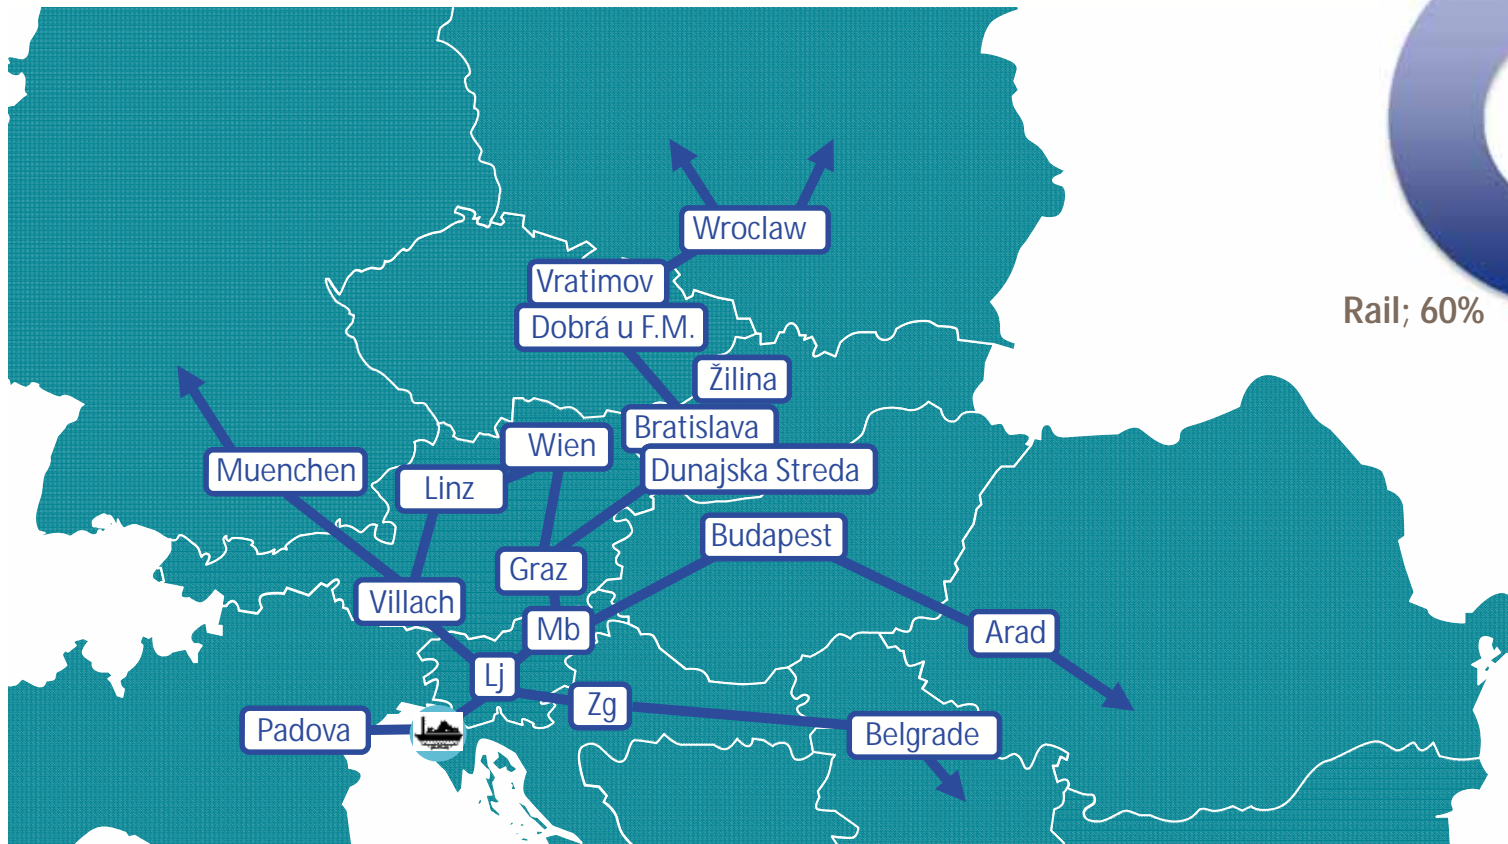 Wroclaw
Vratimov
Rail; 60%
Dobrá u F.M.
Žilina
Bratislava
Wien
Muenchen
Dunajska Streda
Linz
Budapest
Graz
Villach
Mb
Arad
Lj
Zg
Padova
Belgrade